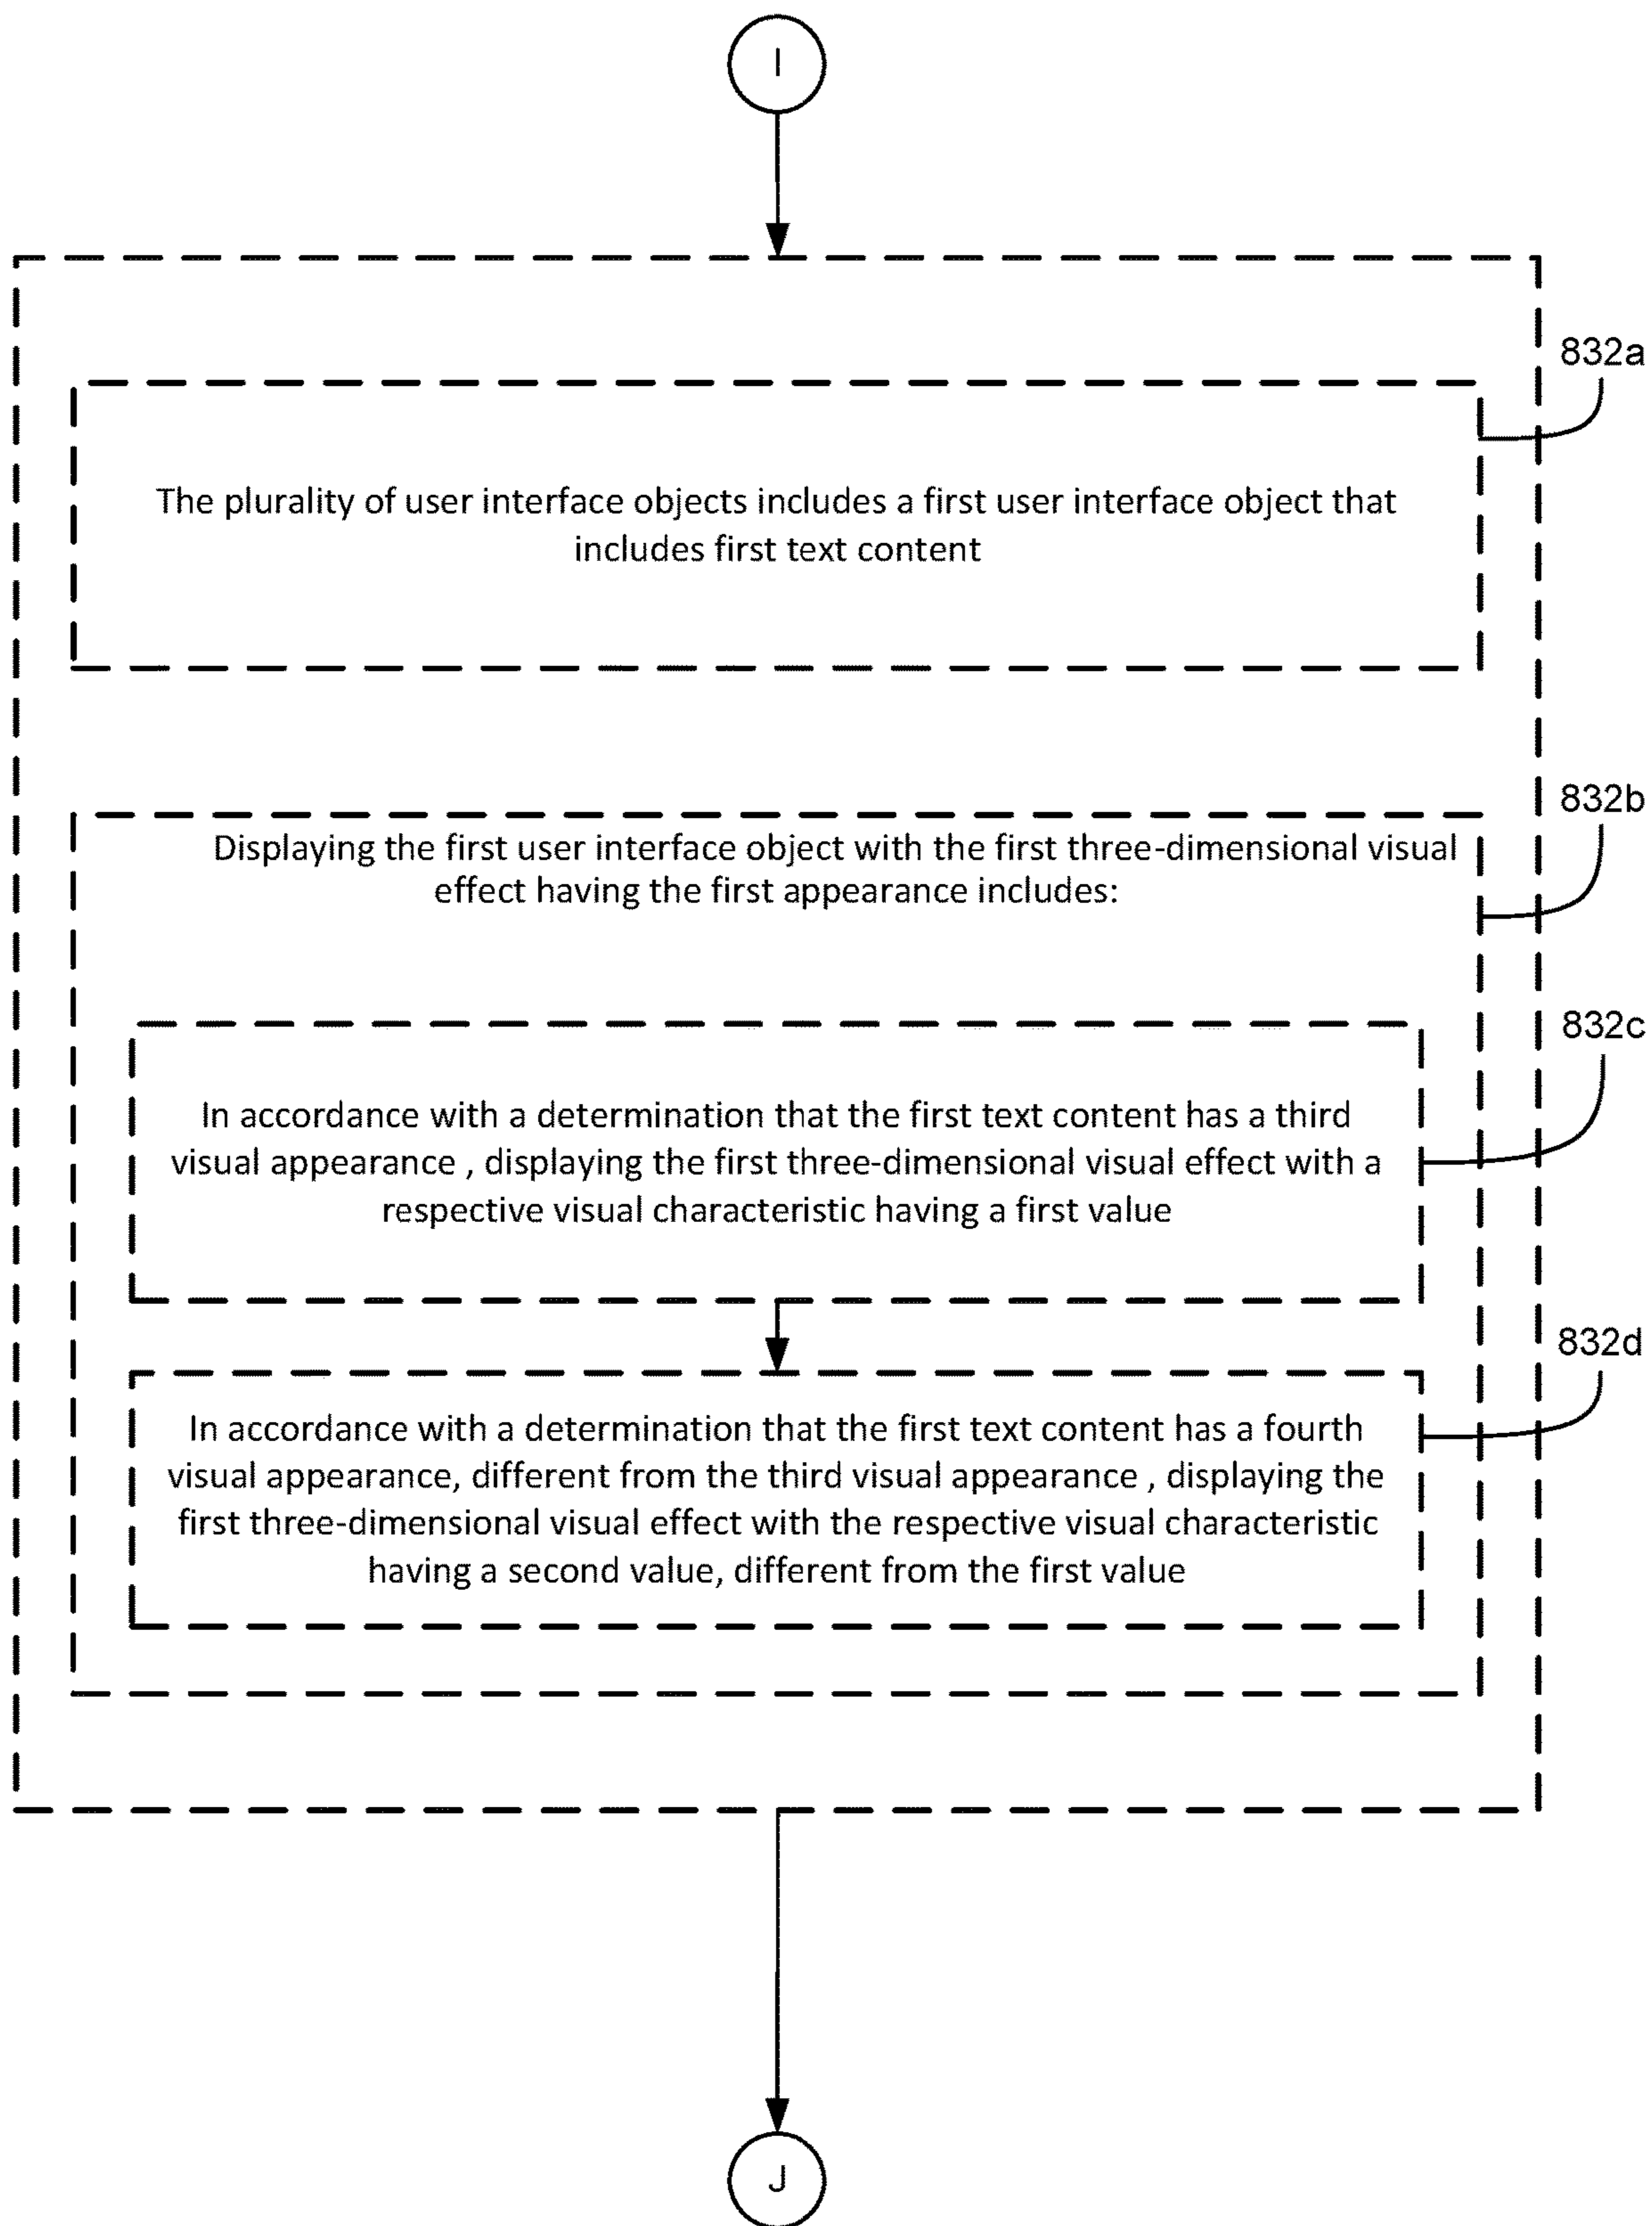 I
832a
The plurality of user interface objects includes a first user interface object that
includes first text content
832b
Displaying the first user interface object with the first three-dimensional visual
effect having the first appearance includes:
832c
In accordance with a determination that the first text content has a third
visual appearance , displaying the first three-dimensional visual effect with a
respective visual characteristic having a first value
832d
In accordance with a determination that the first text content has a fourth
visual appearance, different from the third visual appearance , displaying the
first three-dimensional visual effect with the respective visual characteristic
having a second value, different from the first value
J